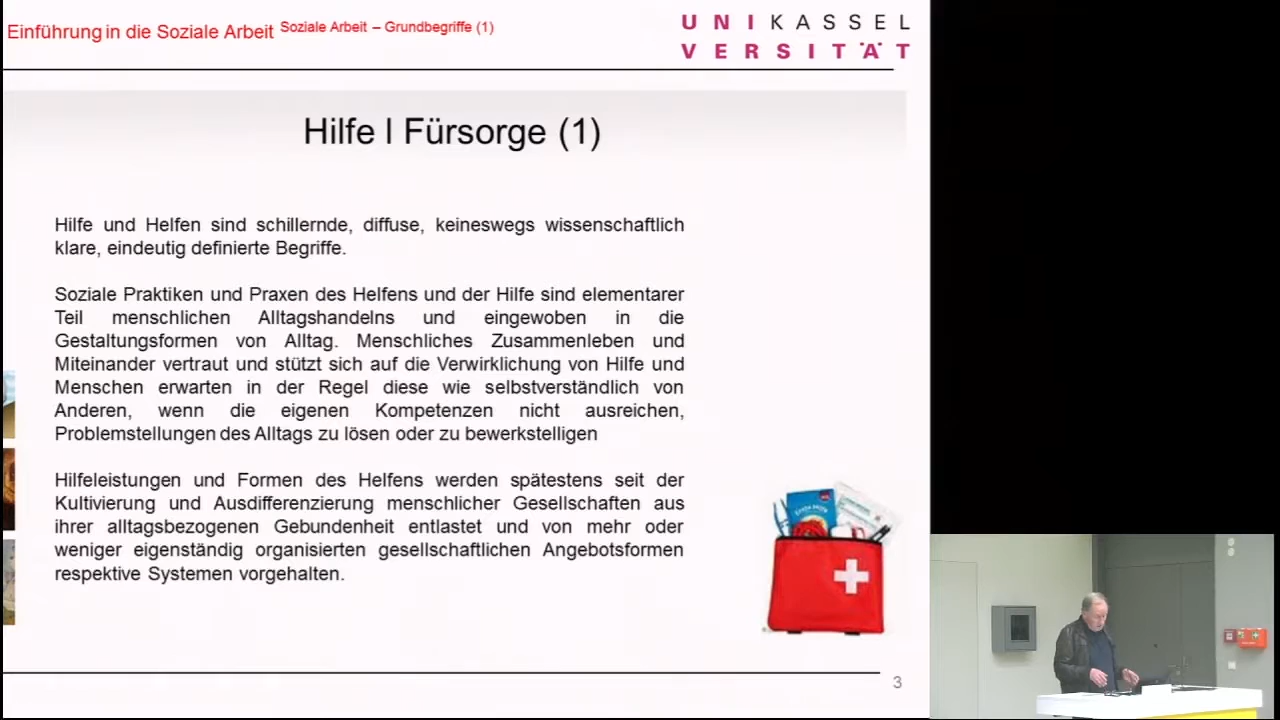 Einführung in die Soziale Arbeit Soziale Arbeit – Grundbegriffe (1)
UNIKASSEL
VERSITÄT
Hilfe I Fürsorge (1)
Hilfe und Helfen sind schillernde, diffuse, keineswegs wissenschaftlich
klare, eindeutig definierte Begriffe.
Soziale Praktiken und Praxen des Helfens und der Hilfe sind elementarer
Teil menschlichen Alltagshandelns und eingewoben in die
Gestaltungsformen von Alltag. Menschliches Zusammenleben und
Miteinander vertraut und stützt sich auf die Verwirklichung von Hilfe und
Menschen erwarten in der Regel diese wie selbstverständlich von
Anderen, wenn die eigenen Kompetenzen nicht ausreichen,
Problemstellungen des Alltags zu lösen oder zu bewerkstelligen
Hilfeleistungen und Formen des Helfens werden spätestens seit der
Kultivierung und Ausdifferenzierung menschlicher Gesellschaften aus
ihrer alltagsbezogenen Gebundenheit entlastet und von mehr oder
weniger eigenständig organisierten gesellschaftlichen Angebotsformen
respektive Systemen vorgehalten.
3